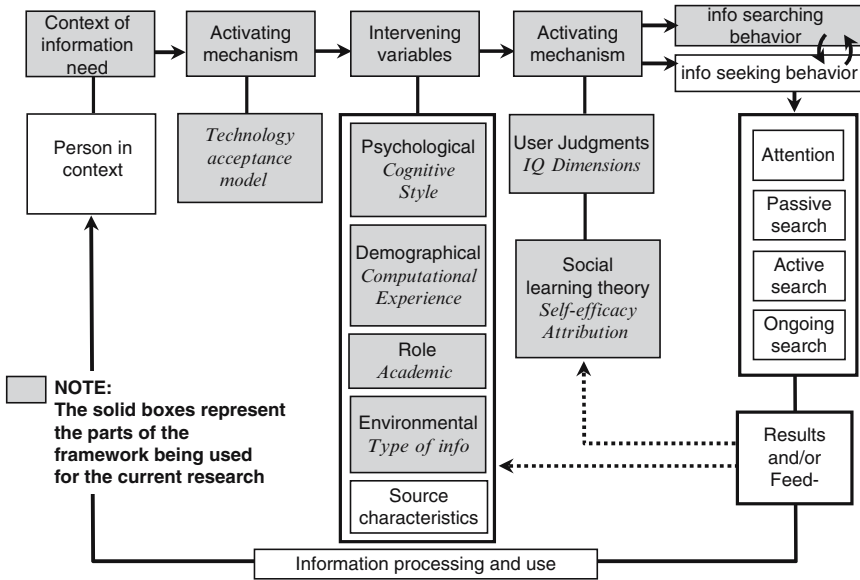 Context of
information
need
Activating
mechanism
Intervening
variables
Activating
mechanism
info searching
behavior
info seeking behavior
Person in
context
Technology
acceptance
model
Psychological
Cognitive
Style
Demographical
Computational
Experience
Role
Academic
Environmental
Type of info
Source
characteristics
User Judgments
IQ Dimensions
Social
learning theory
Self-efficacy
Attribution
Attention
Passive
search
Active
search
Ongoing
search
Results
and/or
Feed-
NOTE:
The solid boxes represent
the parts of the
framework being used
for the current research
Information processing and use